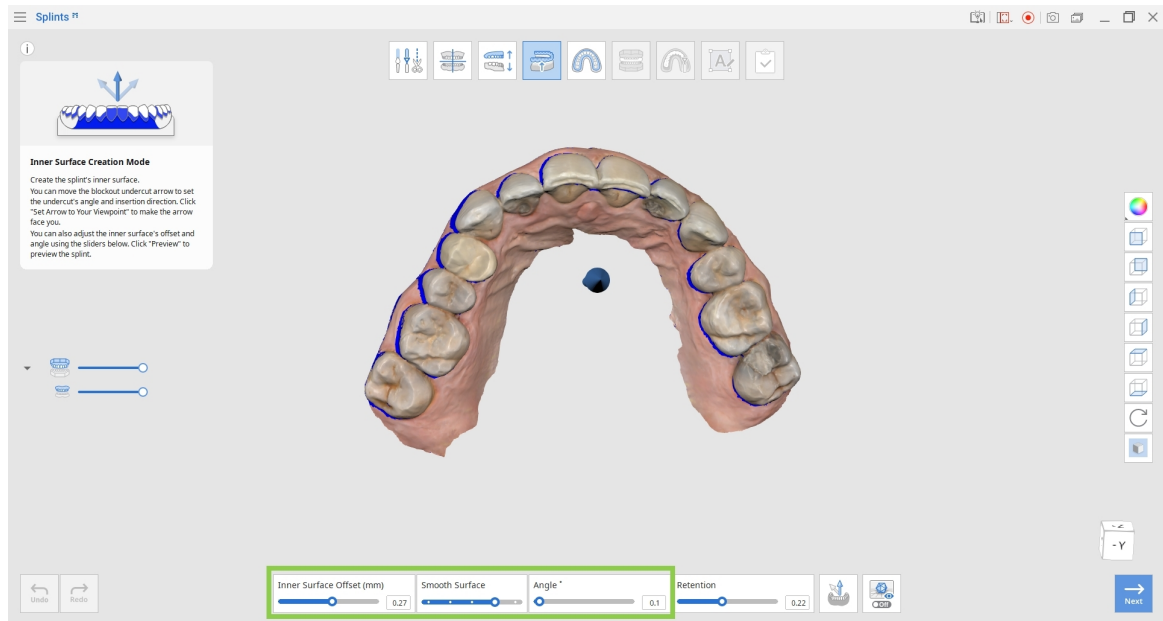 Splints
Inner Surface Creation Mode
Create the splint's inner surface.
You can move the blockout undercut arrow to set
the undercut's angle and insertion direction. Click
"Set Arrow to Your Viewpoint" to make the arrow
face you.
You can also adjust the inner surface's offset and
angle using the sliders below. Click "Preview" to
preview the splint.
A
- Z
- Y
Undo
Redo
Inner Surface Offset (mm)
0.27
Smooth Surface
Angle °
0.1
Retention
0.22
Off
Next